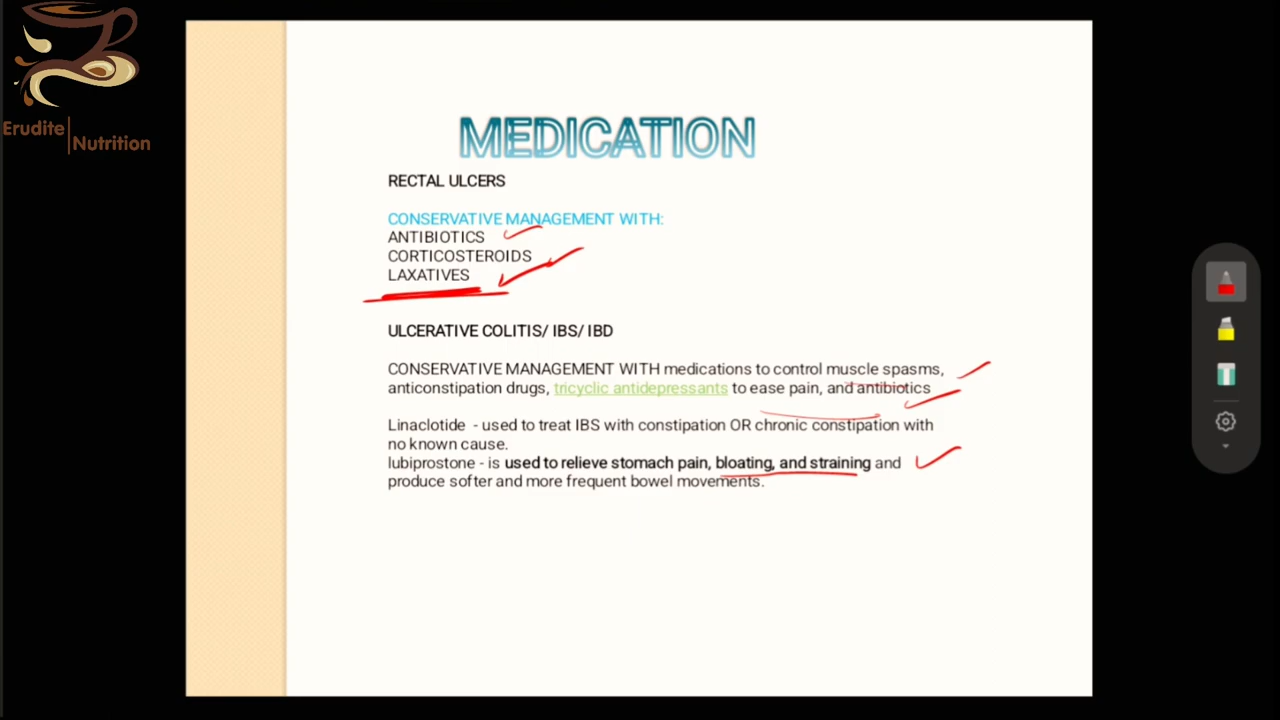 Erudite
Nutrition
MEDICATION
RECTAL ULCERS
CONSERVATIVE MANAGEMENT WITH:
ANTIBIOTICS
CORTICOSTEROIDS
LAXATIVES
ULCERATIVE COLITIS/ IBS/ IBD
CONSERVATIVE MANAGEMENT WITH medications to control muscle spasms,
anticonstipation drugs, tricyclic antidepressants to ease pain, and antibiotics
Linaclotide - used to treat IBS with constipation OR chronic constipation with
no known cause.
lubiprostone - is used to relieve stomach pain, bloating, and straining and
produce softer and more frequent bowel movements.